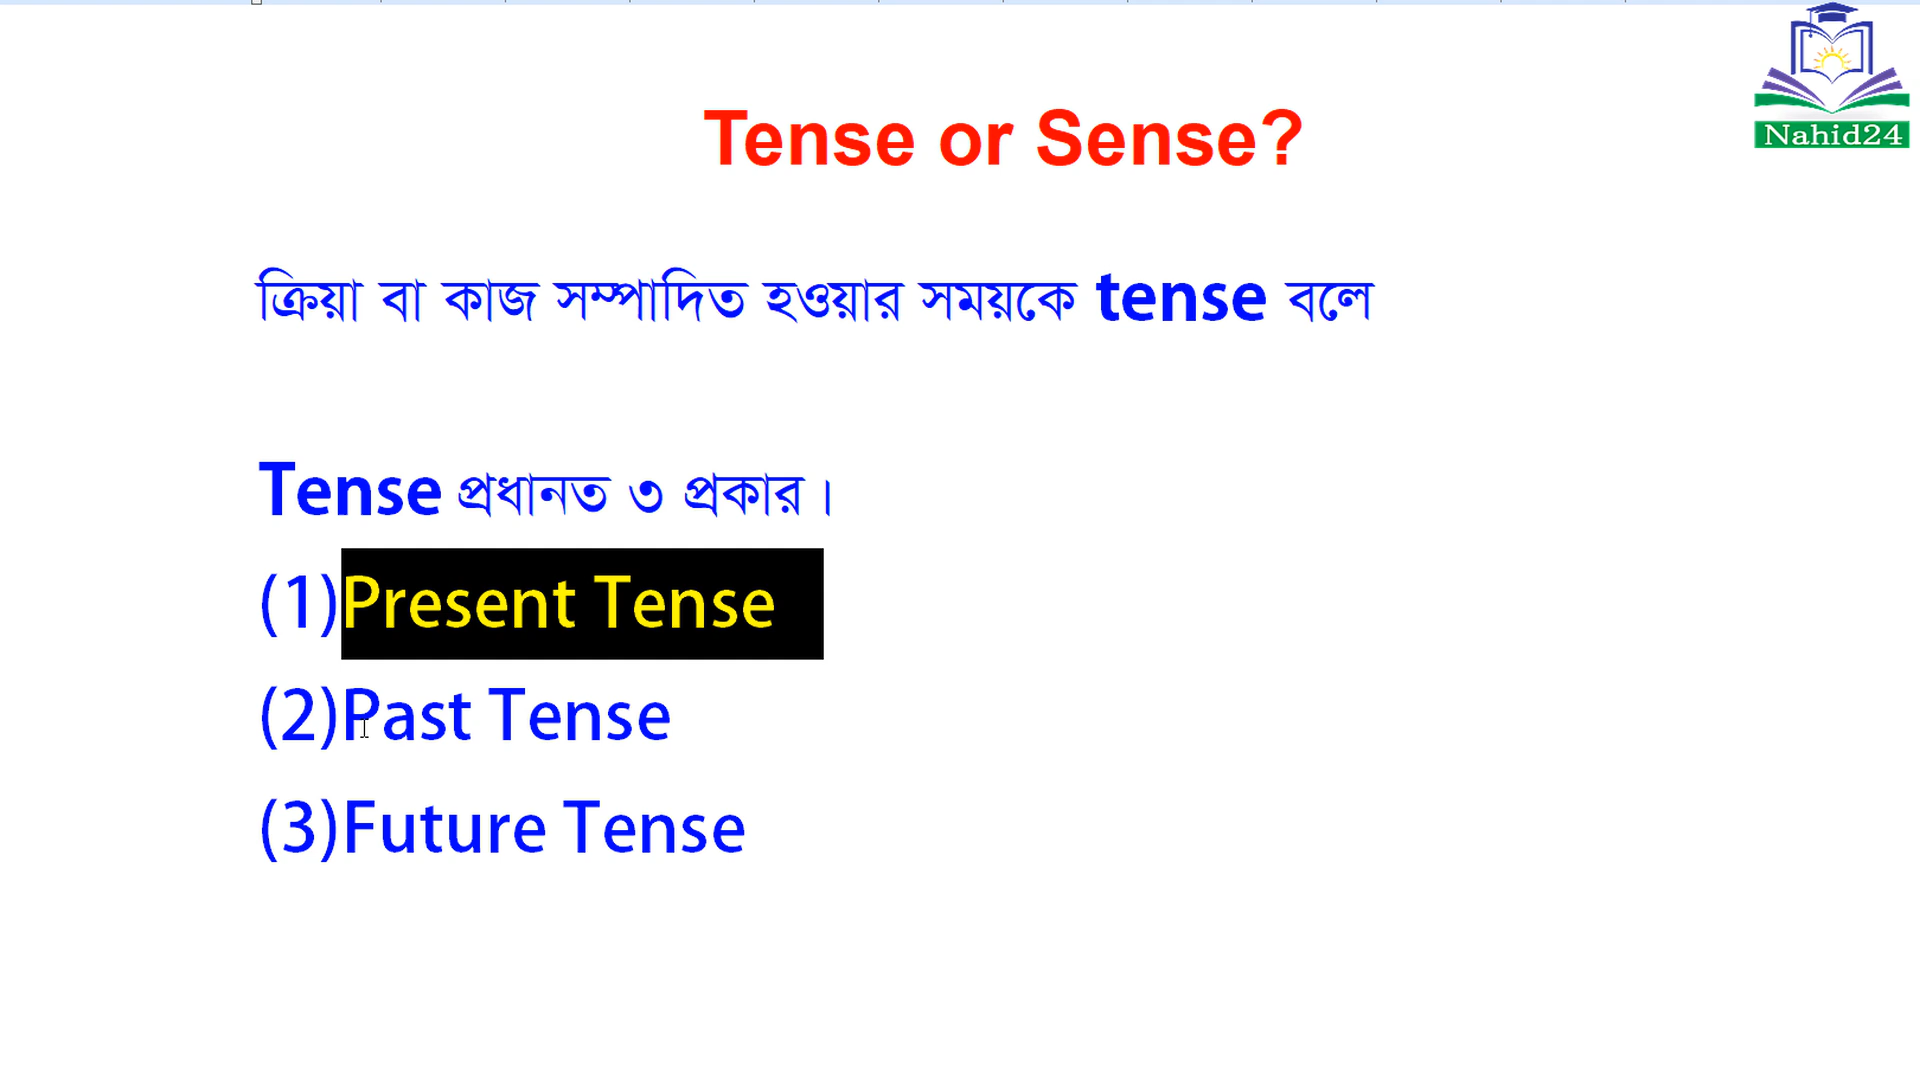 Nahid24
Tense or Sense?
ক্রিয়া বা কাজ সম্পাদিত হওয়ার সময়কে tense বলে
Tense প্রধানত ৩ প্রকার।
(1)Present Tense
(2)Past Tense
(3)Future Tense